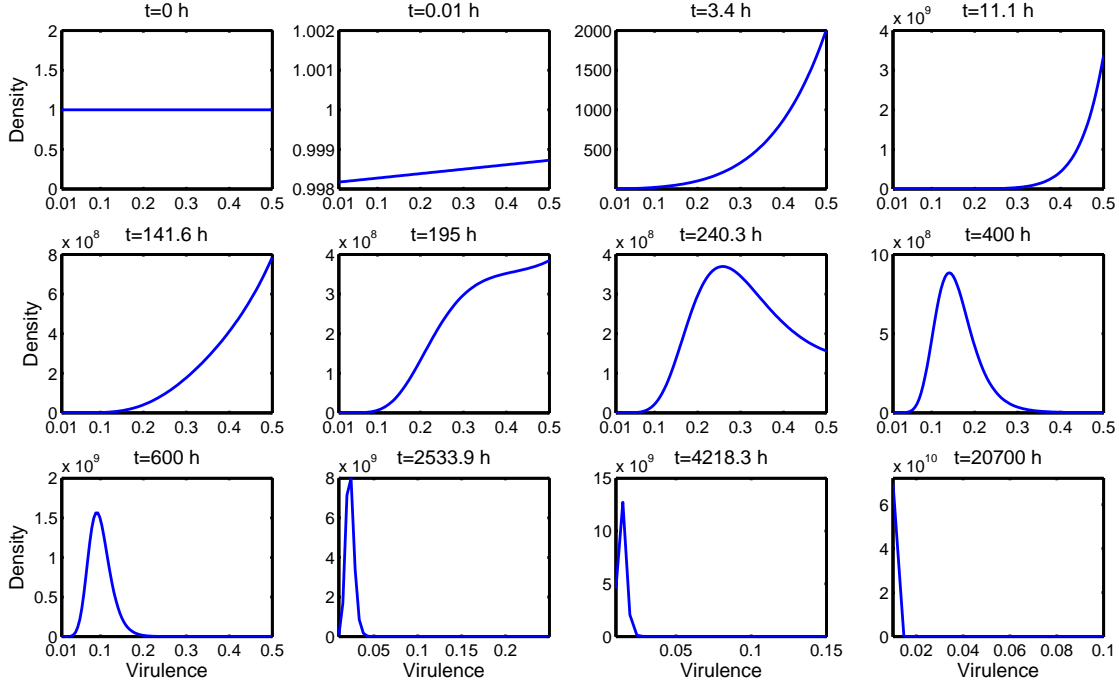 t=0 h
t=0.01 h
t=3.4 h
t=11.1 h
Density
2
1.5
1
0.5
0
0.01 0.1 0.2 0.3 0.4 0.5
1.002
1.001
1
0.999
0.998
0.01 0.1 0.2 0.3 0.4 0.5
2000
1500
1000
500
0.01 0.1 0.2 0.3 0.4 0.5
x 10^9
4
3
2
1
0
0.01 0.1 0.2 0.3 0.4 0.5
t=141.6 h
t=195 h
t=240.3 h
t=400 h
Density
x 10^8
8
6
4
2
0
0.01 0.1 0.2 0.3 0.4 0.5
x 10^8
4
3
2
1
0
0.01 0.1 0.2 0.3 0.4 0.5
x 10^8
4
3
2
1
0
0.01 0.1 0.2 0.3 0.4 0.5
x 10^8
10
5
0
0.01 0.1 0.2 0.3 0.4 0.5
t=600 h
t=2533.9 h
t=4218.3 h
t=20700 h
Density
x 10^9
2
1.5
1
0.5
0
0.01 0.1 0.2 0.3 0.4 0.5
Virulence
x 10^9
8
6
4
2
0
0.05 0.1 0.15 0.2
Virulence
x 10^9
15
10
5
0
0.05 0.1 0.15
Virulence
x 10^10
6
4
2
0
0.02 0.04 0.06 0.08 0.1
Virulence